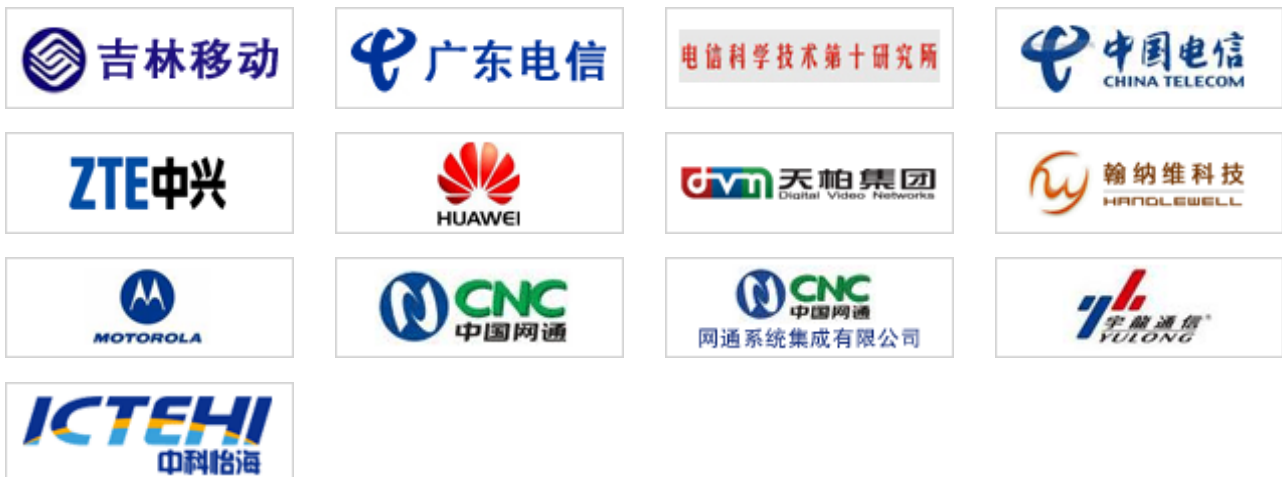 吉林移动
广东电信
电信科学技术第十研究所
中国电信
CHINA TELECOM
ZTE中兴
HUAWEI
dvn 天柏集团
Digital Video Networks
翰纳维科技
HANDLEWELL
MOTOROLA
CNC
中国网通
CNC
中国网通
网通系统集成有限公司
宇龍通信®
YULONG
ICTEHI
中科怡海